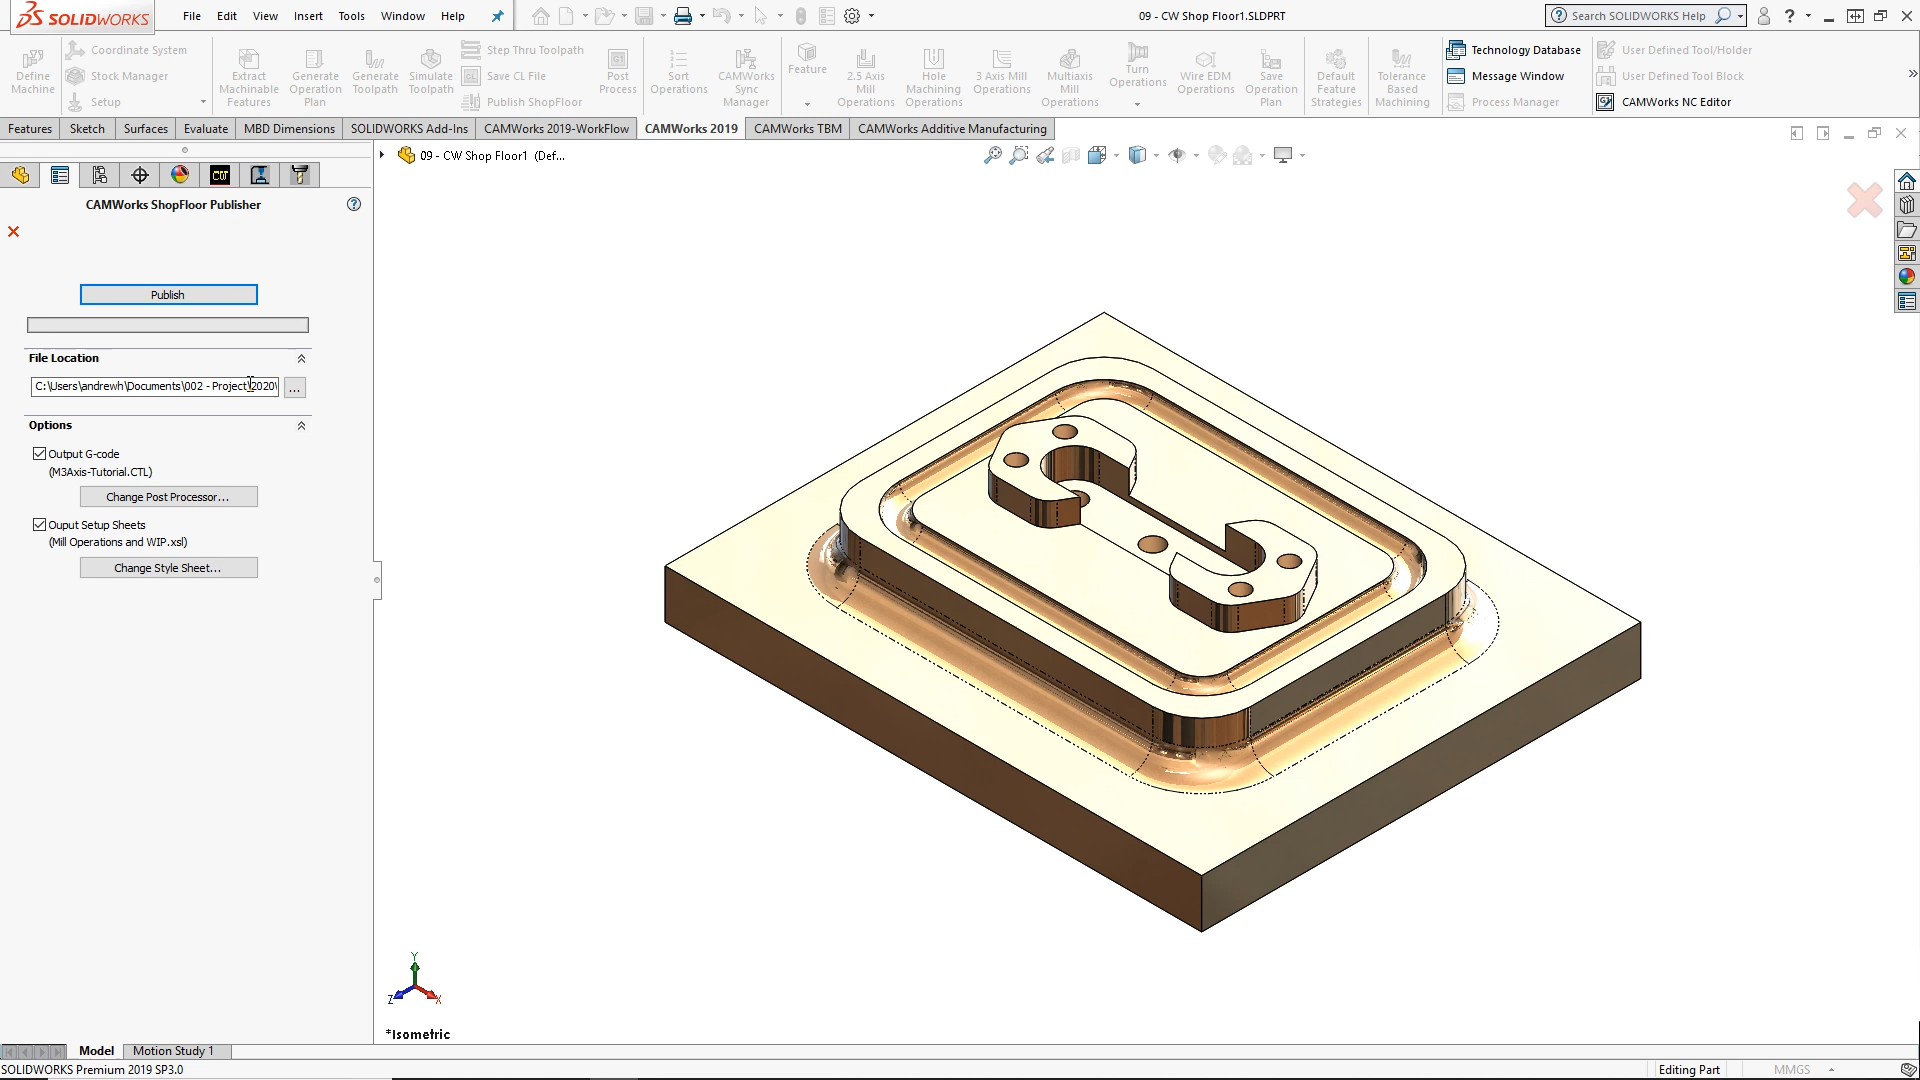 SOLIDWORKS
File Edit View Insert Tools Window Help
09 - CW Shop Floor1.SLDPRT
Search SOLIDWORKS Help
Define Machine
Coordinate System
Stock Manager
Setup
Extract Machinable Features
Generate Operation Plan
Generate Toolpath
Simulate Toolpath
Step Thru Toolpath
Save CL File
Publish ShopFloor
Post Process
Sort Operations
CAMWorks Sync Manager
Feature
2.5 Axis Mill Operations
Hole Machining Operations
3 Axis Mill Operations
Multiaxis Mill Operations
Turn Operations
Wire EDM Operations
Save Operation Plan
Default Feature Strategies
Tolerance Based Machining
Technology Database
Message Window
Process Manager
User Defined Tool/Holder
User Defined Tool Block
CAMWorks NC Editor
Features Sketch Surfaces Evaluate MBD Dimensions SOLIDWORKS Add-Ins CAMWorks 2019-WorkFlow CAMWorks 2019 CAMWorks TBM CAMWorks Additive Manufacturing
09 - CW Shop Floor1 (Def...
CAMWorks ShopFloor Publisher
Publish
File Location
C:\Users\andrewh\Documents\002 - Project\2020\
...
Options
Output G-code
(M3Axis-Tutorial.CTL)
Change Post Processor...
Ouput Setup Sheets
(Mill Operations and WIP.xsl)
Change Style Sheet...
Y
Z X
*Isometric
Model Motion Study 1
SOLIDWORKS Premium 2019 SP3.0
Editing Part MMGS